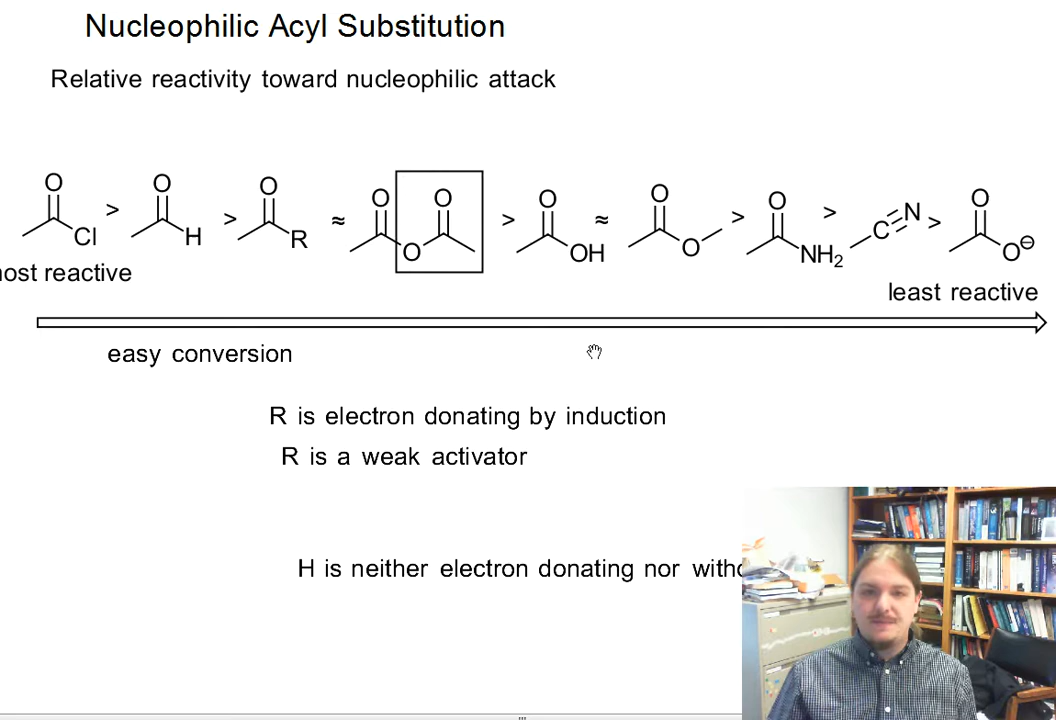 Nucleophilic Acyl Substitution
Relative reactivity toward nucleophilic attack
O > O > O ≈ O O > O ≈ O > O > N > O
Cl H R O OH O NH₂ C O⊖
ost reactive
least reactive
easy conversion
R is electron donating by induction
R is a weak activator
H is neither electron donating nor witho